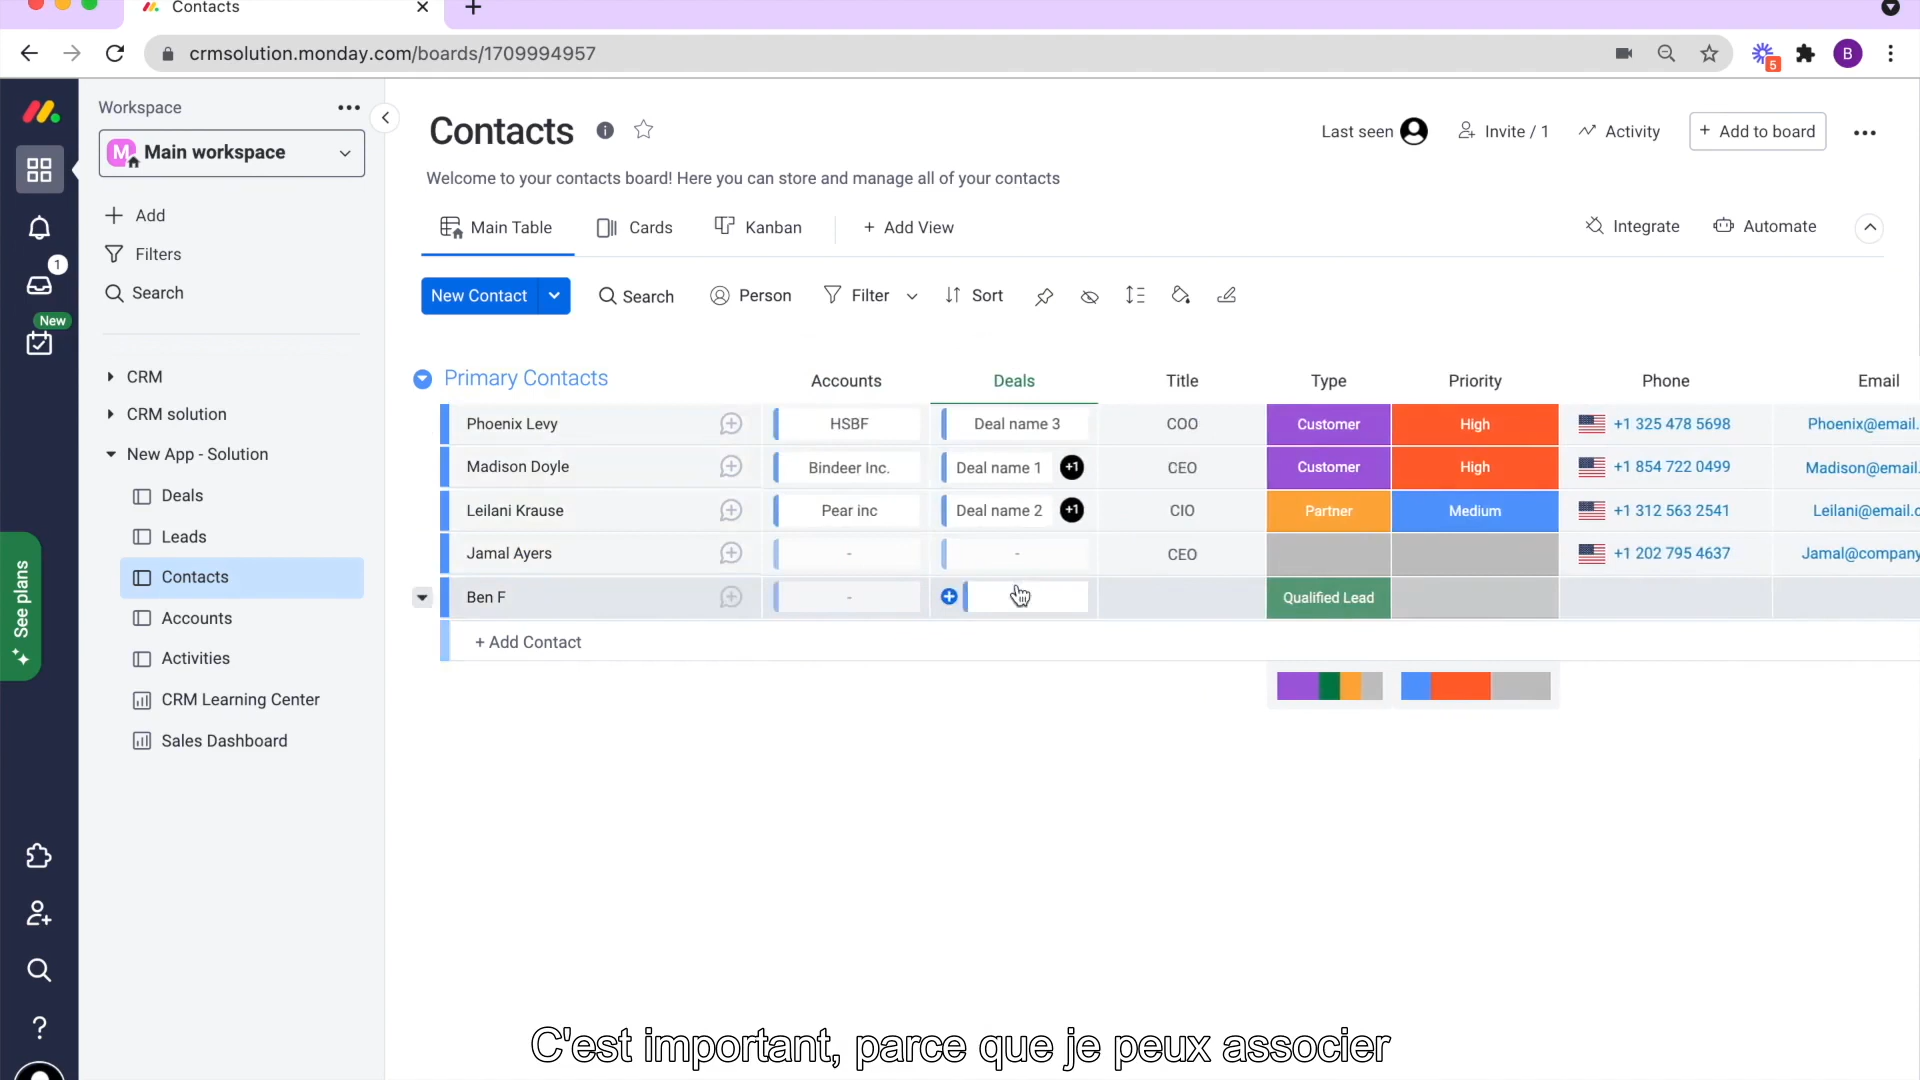 Contacts
crmsolution.monday.com/boards/1709994957
5
B
Workspace
M Main workspace
Add
Filters
Search
1
New
CRM
CRM solution
New App - Solution
Deals
Leads
Contacts
Accounts
Activities
CRM Learning Center
Sales Dashboard
See plans
?
Contacts
Last seen
Invite / 1
Activity
+ Add to board
Welcome to your contacts board! Here you can store and manage all of your contacts
Main Table
Cards
Kanban
+ Add View
Integrate
Automate
New Contact
Search
Person
Filter
Sort
Primary Contacts Accounts Deals Title Type Priority Phone Email
Phoenix Levy HSBF Deal name 3 COO Customer High +1 325 478 5698 Phoenix@email.
Madison Doyle Bindeer Inc. Deal name 1 +1 CEO Customer High +1 854 722 0499 Madison@email.
Leilani Krause Pear inc Deal name 2 +1 CIO Partner Medium +1 312 563 2541 Leilani@email.c
Jamal Ayers - - CEO +1 202 795 4637 Jamal@company
Ben F - Qualified Lead
+ Add Contact
C'est important, parce que je peux associer